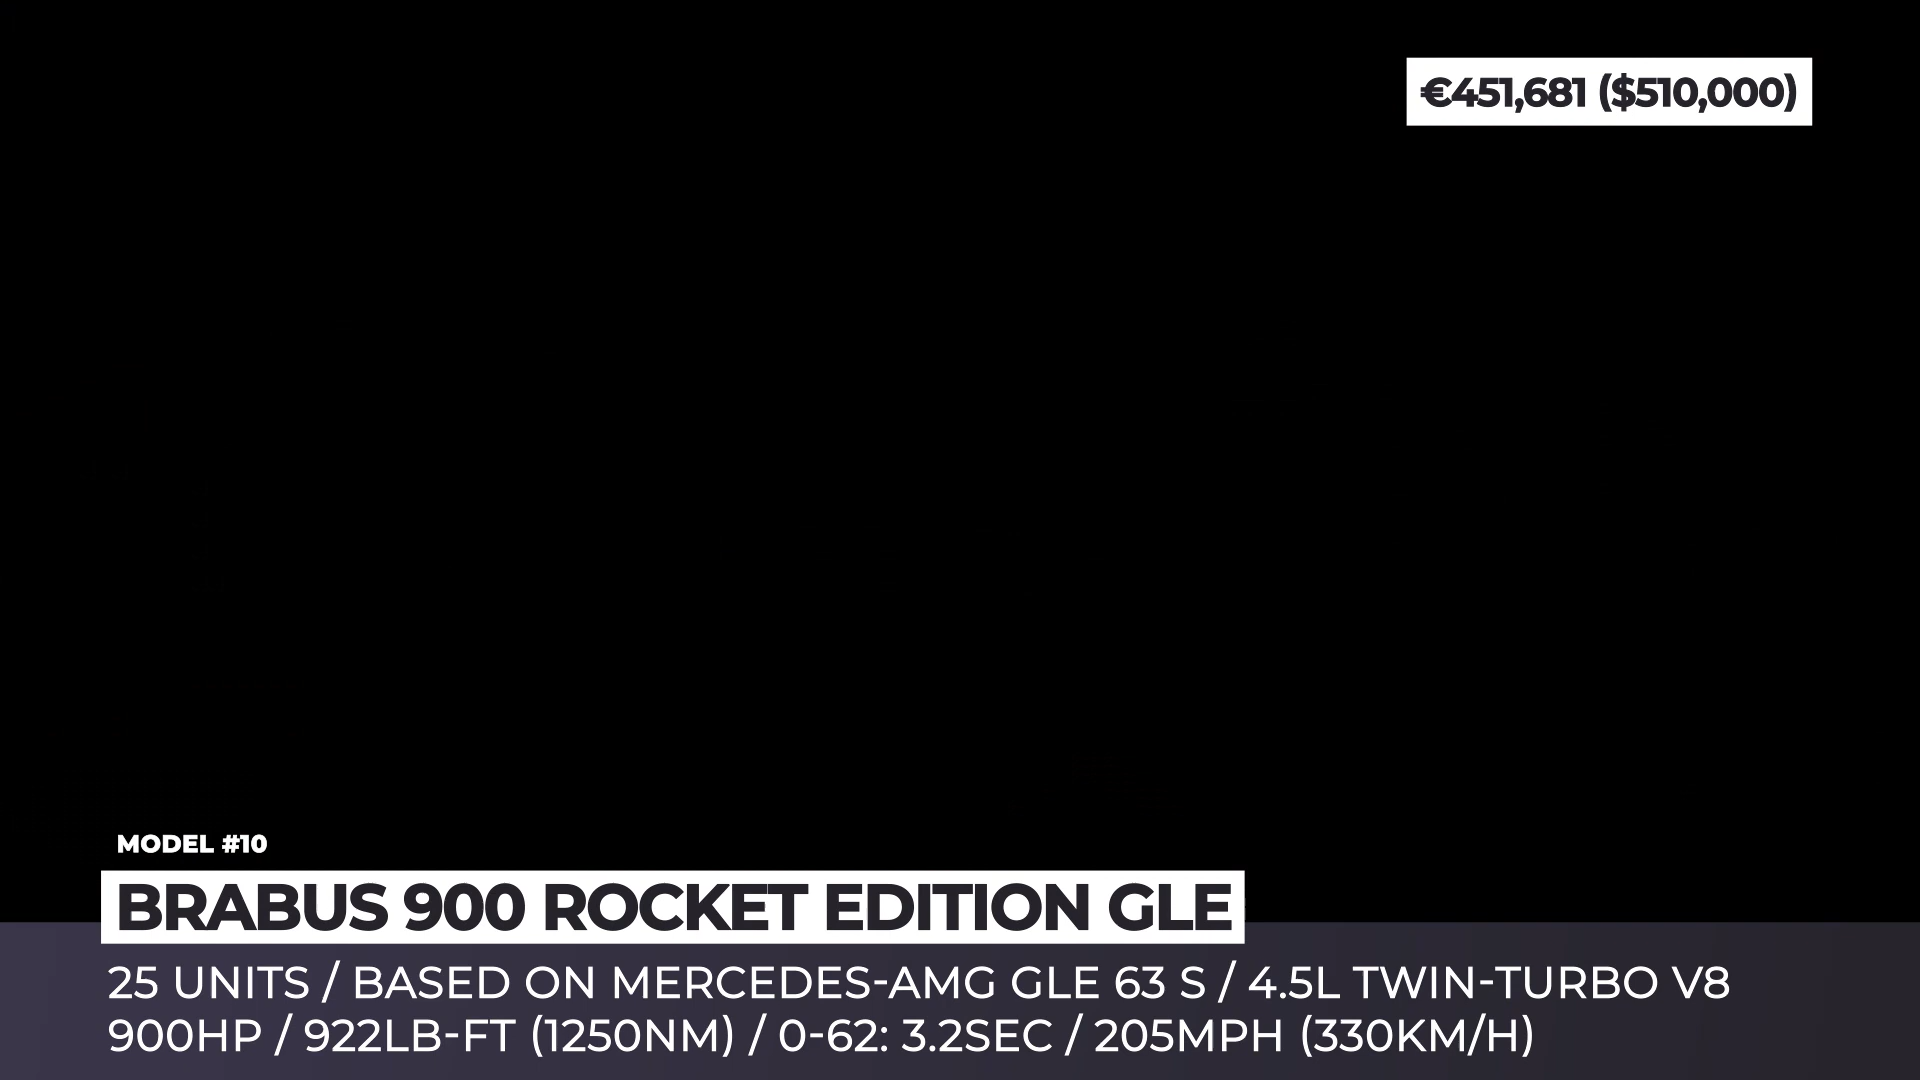 €451,681 ($510,000)
MODEL #10
BRABUS 900 ROCKET EDITION GLE
25 UNITS / BASED ON MERCEDES-AMG GLE 63 S / 4.5L TWIN-TURBO V8
900HP / 922LB-FT (1250NM) / 0-62: 3.2SEC / 205MPH (330KM/H)